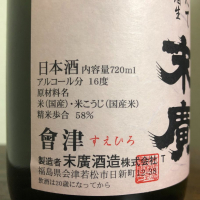 末廣
日本酒 内容量720ml
アルコール分 16度
原材料名
米(国産)・米こうじ(国産米)
精米歩合 58%
會津 すえひろ
製造者 末廣酒造株式会社
福島県会津若松市日新町12-38
飲酒は20歳になってから